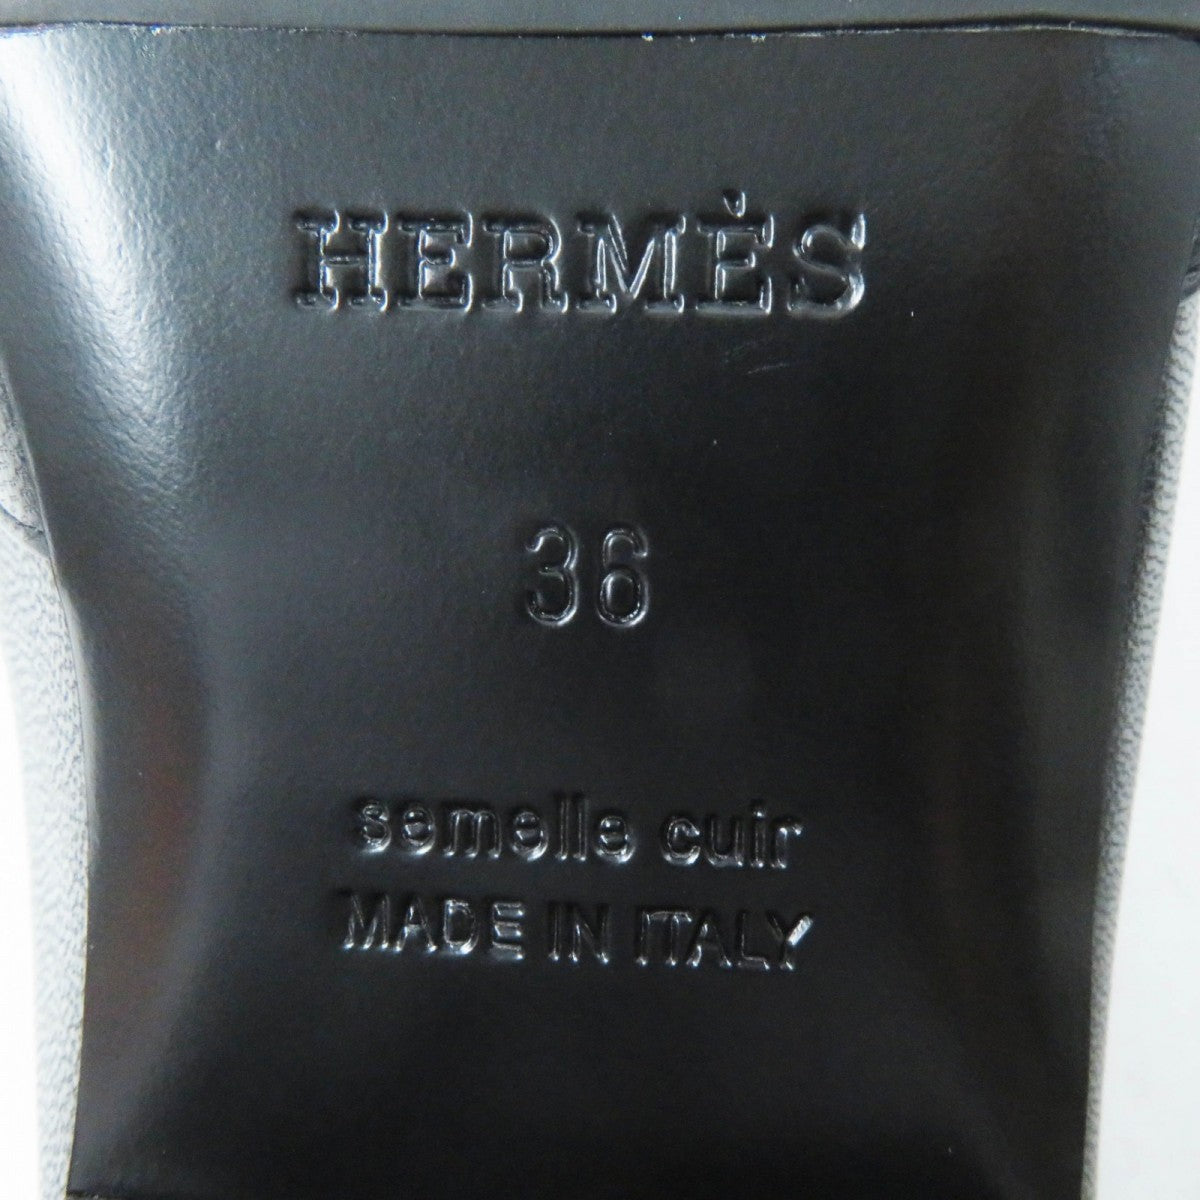 HERMÈS
36
semelle cuir
MADE IN ITALY